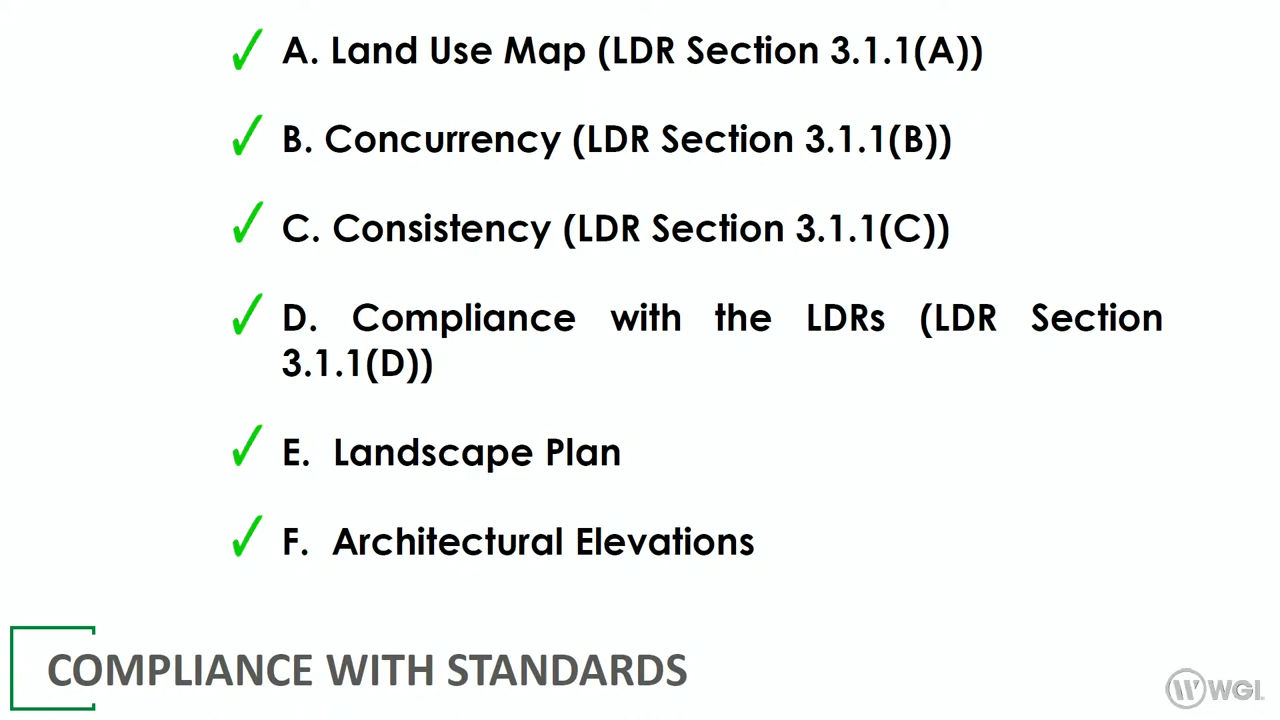 A. Land Use Map (LDR Section 3.1.1(A))
B. Concurrency (LDR Section 3.1.1(B))
C. Consistency (LDR Section 3.1.1(C))
D. Compliance with the LDRs (LDR Section
3.1.1(D))
E. Landscape Plan
F. Architectural Elevations
COMPLIANCE WITH STANDARDS
WGI